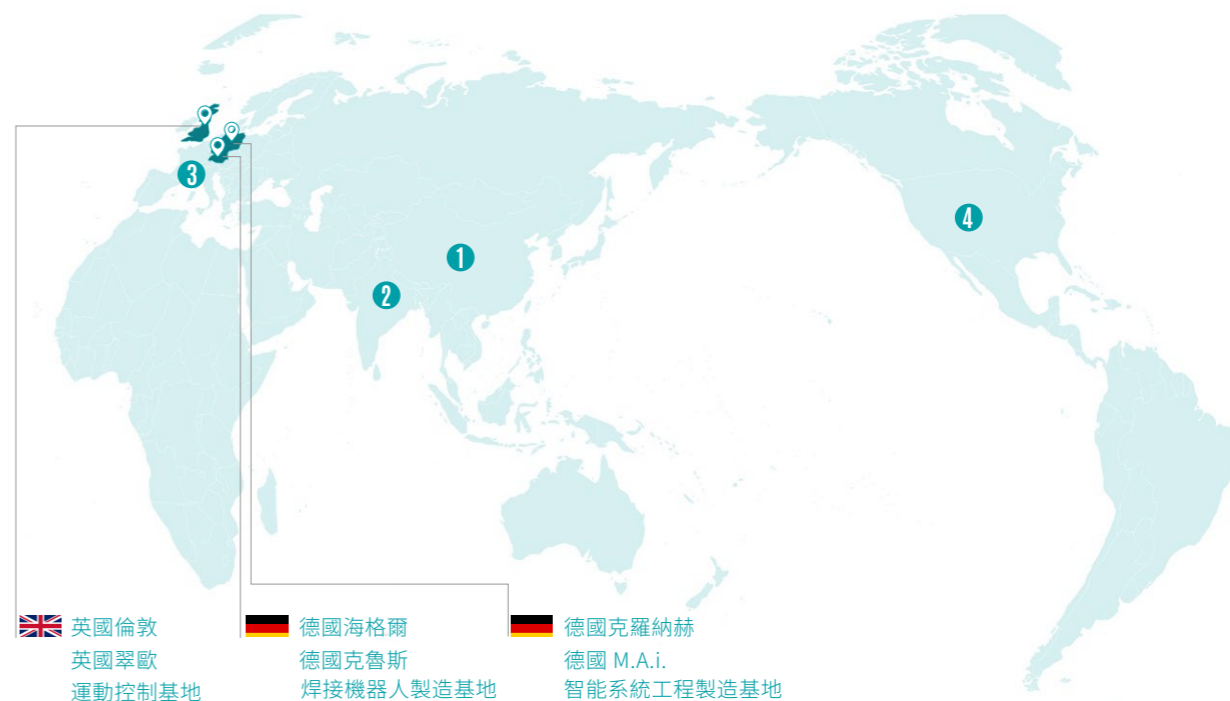 3
4
1
2
英國倫敦
英國翠歐
運動控制基地
德國海格爾
德國克魯斯
焊接機器人製造基地
德國克羅納赫
德國 M.A.i.
智能系統工程製造基地